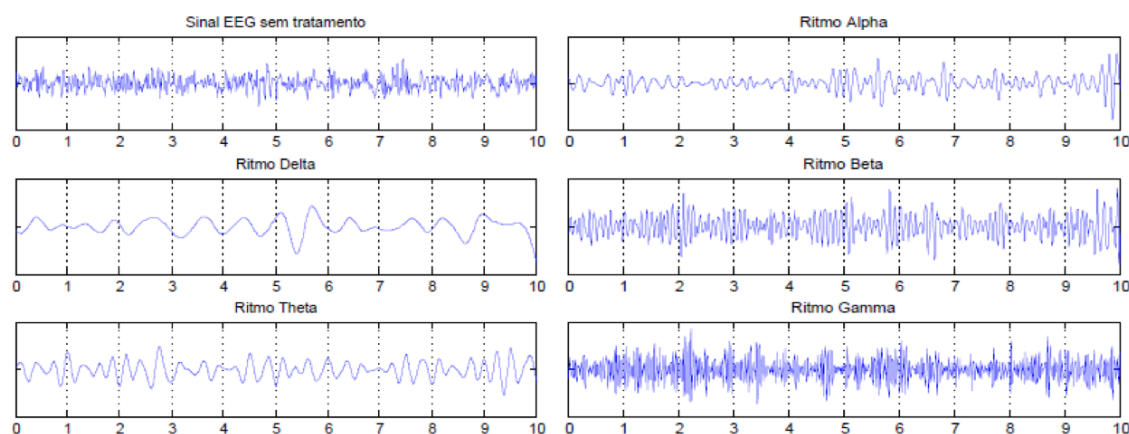 Sinal EEG sem tratamento
0 1 2 3 4 5 6 7 8 9 10
Ritmo Alpha
0 1 2 3 4 5 6 7 8 9 10
Ritmo Delta
0 1 2 3 4 5 6 7 8 9 10
Ritmo Beta
0 1 2 3 4 5 6 7 8 9 10
Ritmo Theta
0 1 2 3 4 5 6 7 8 9 10
Ritmo Gamma
0 1 2 3 4 5 6 7 8 9 10